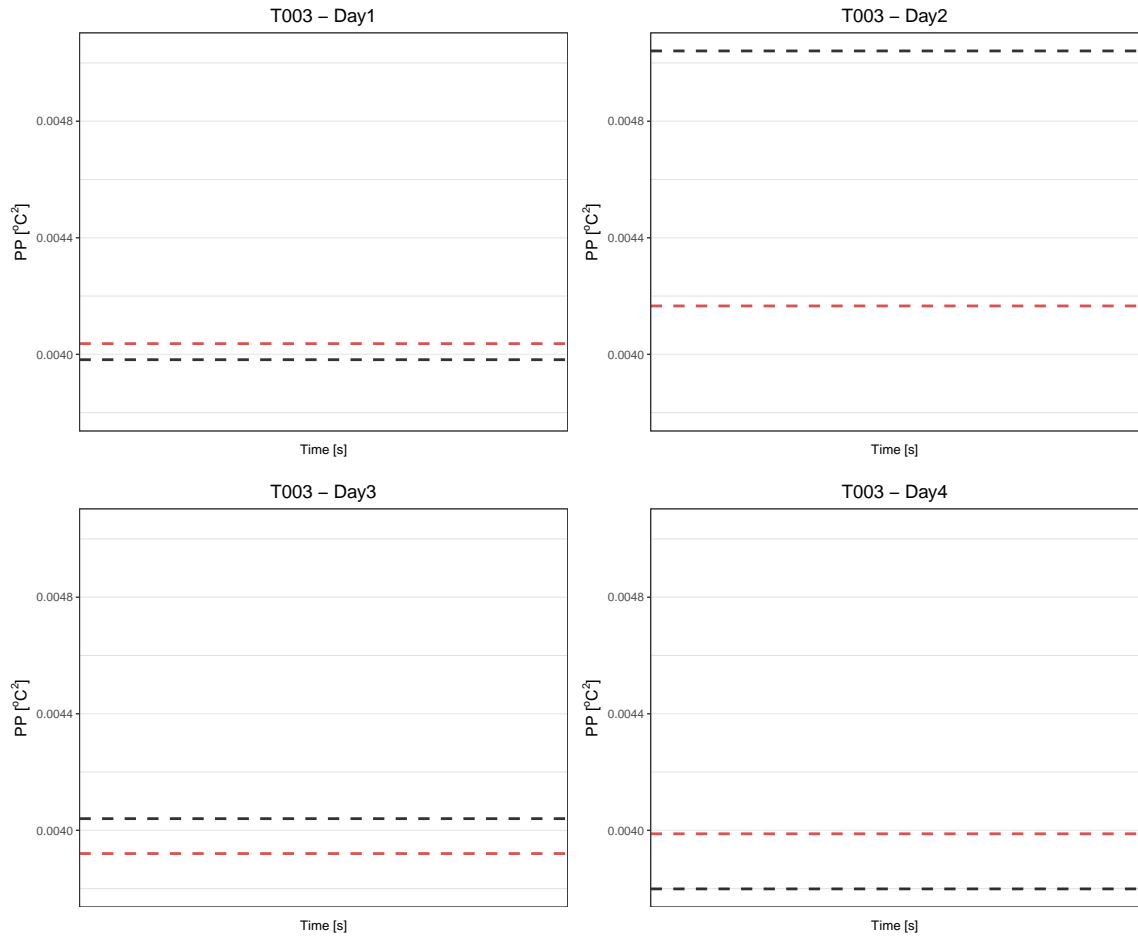 T003 – Day1
0.0048
0.0044
0.0040
PP [°C²]
Time [s]
T003 – Day2
0.0048
0.0044
0.0040
PP [°C²]
Time [s]
T003 – Day3
0.0048
0.0044
0.0040
PP [°C²]
Time [s]
T003 – Day4
0.0048
0.0044
0.0040
PP [°C²]
Time [s]